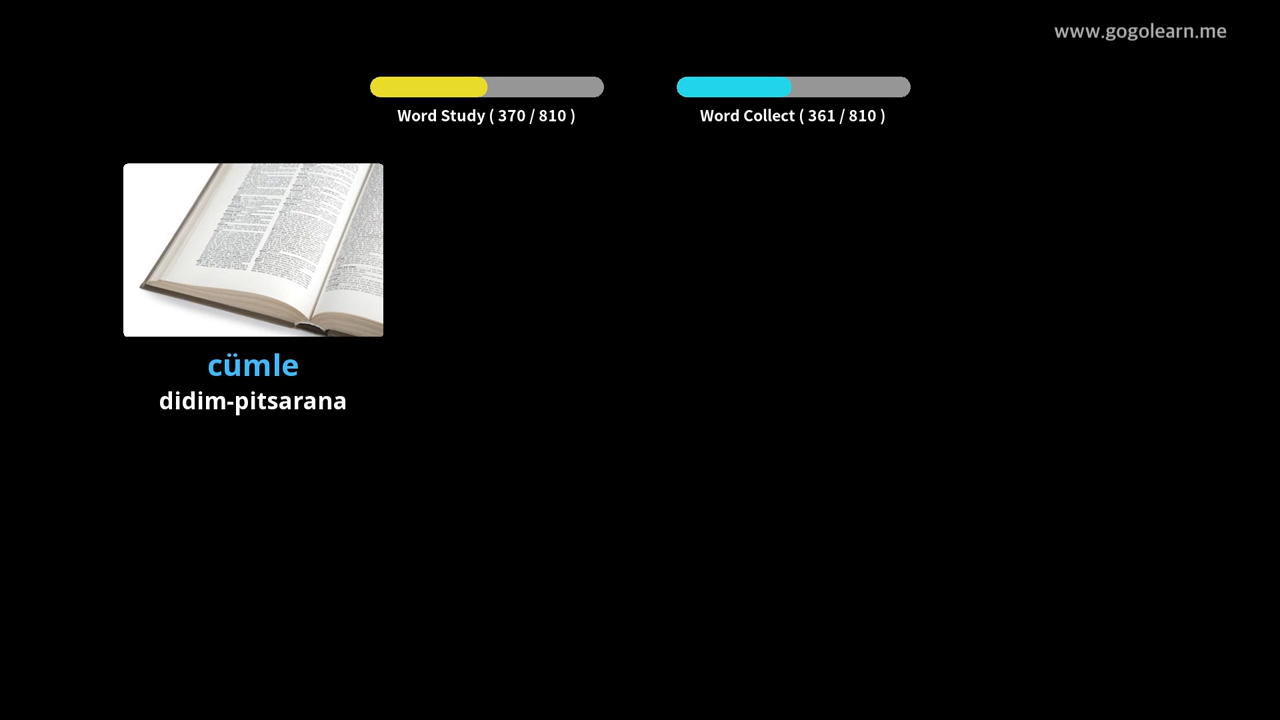 www.gogolearn.me
Word Study ( 370 / 810 )
Word Collect ( 361 / 810 )
cümle
didim-pitsarana